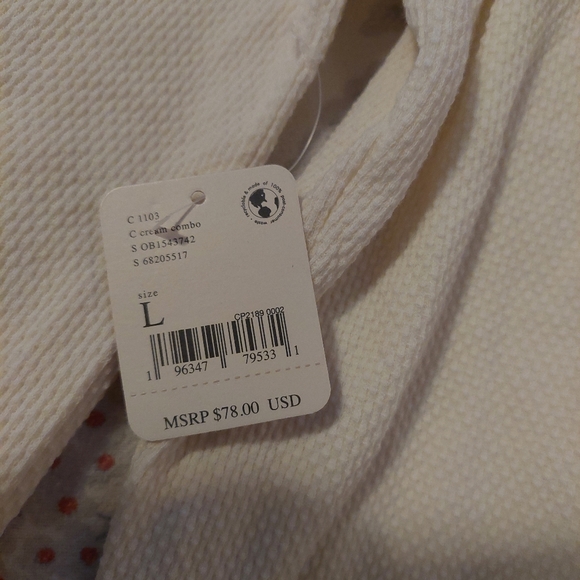 C 1103
C cream combo
S OB1543742
S 68205517
size
L
CP2189 0002
1 96347 79533 1
MSRP $78.00 USD